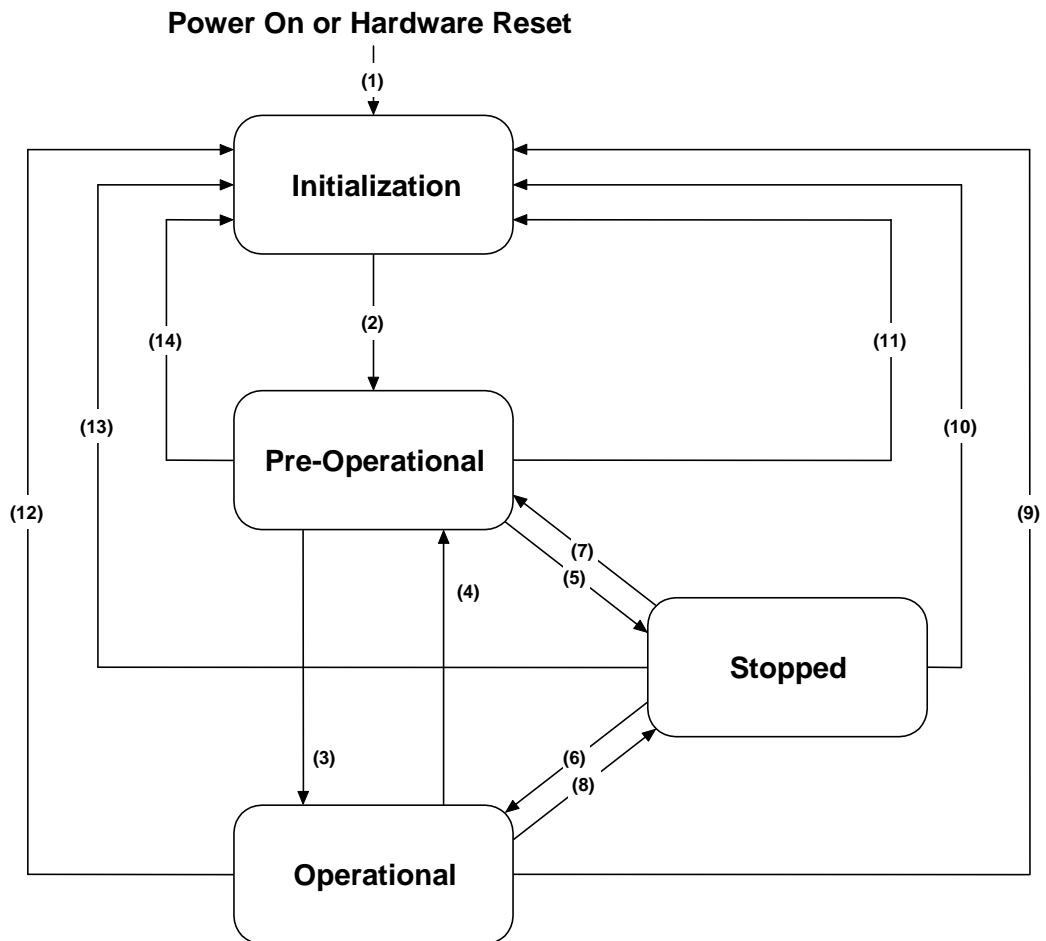 Power On or Hardware Reset
(1)
Initialization
(2)
(14)
(11)
(13)
(10)
Pre-Operational
(12)
(9)
(7)
(5)
(4)
Stopped
(3)
(6)
(8)
Operational